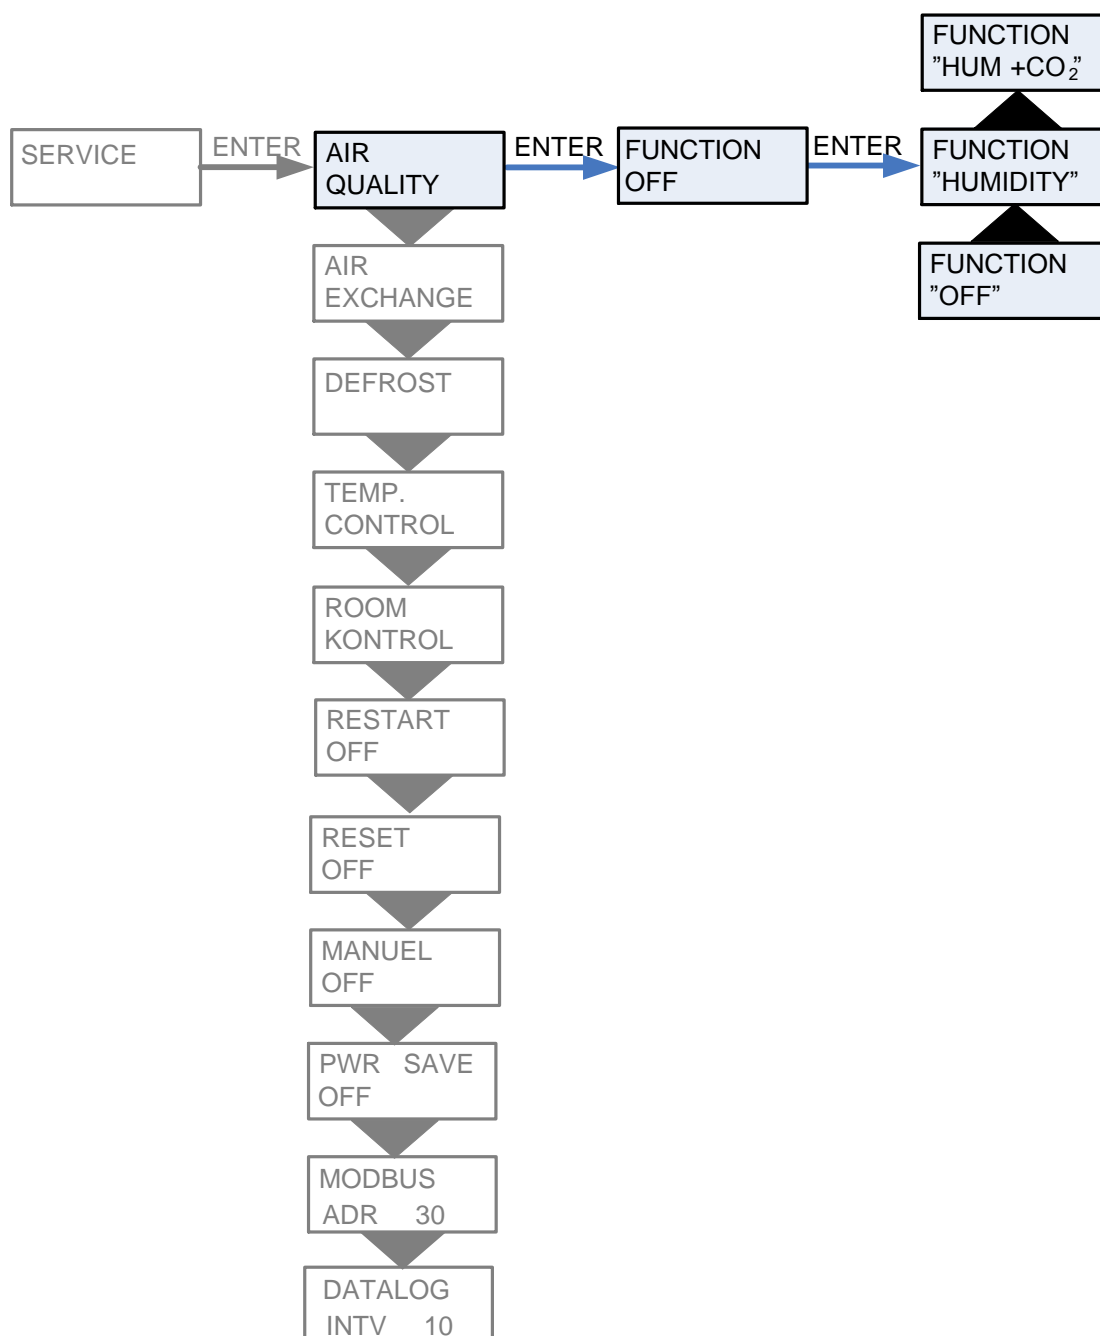 FUNCTION
”HUM +CO₂”
SERVICE
ENTER
AIR
QUALITY
ENTER
FUNCTION
OFF
ENTER
FUNCTION
”HUMIDITY”
FUNCTION
”OFF”
AIR
EXCHANGE
DEFROST
TEMP.
CONTROL
ROOM
KONTROL
RESTART
OFF
RESET
OFF
MANUEL
OFF
PWR SAVE
OFF
MODBUS
ADR 30
DATALOG
INTV 10